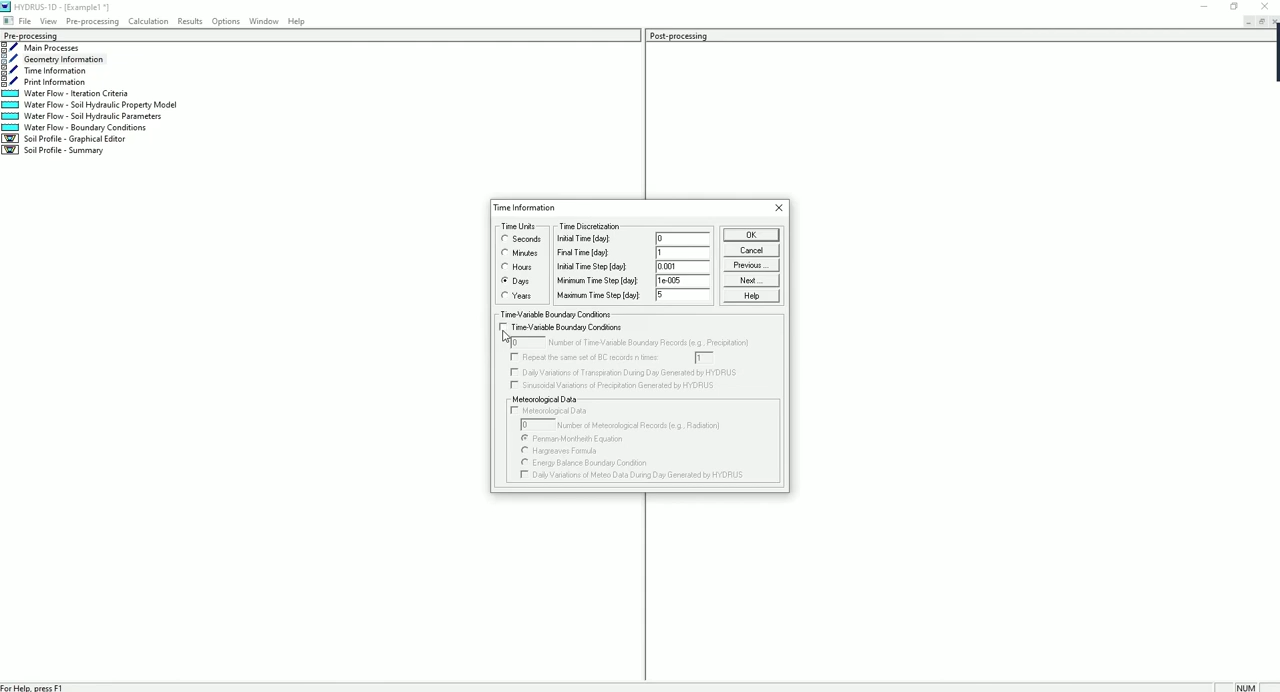 HYDRUS-1D - [Example1 *]
File View Pre-processing Calculation Results Options Window Help
Pre-processing
Post-processing
Main Processes
Geometry Information
Time Information
Print Information
Water Flow - Iteration Criteria
Water Flow - Soil Hydraulic Property Model
Water Flow - Soil Hydraulic Parameters
Water Flow - Boundary Conditions
Soil Profile - Graphical Editor
Soil Profile - Summary
Time Information
Time Units
Seconds
Minutes
Hours
Days
Years
Time Discretization
Initial Time [day]: 0
Final Time [day]: 1
Initial Time Step [day]: 0.001
Minimum Time Step [day]: 1e-005
Maximum Time Step [day]: 5
OK
Cancel
Previous ...
Next ...
Help
Time-Variable Boundary Conditions
Time-Variable Boundary Conditions
0 Number of Time-Variable Boundary Records (e.g., Precipitation)
Repeat the same set of BC records n times: 1
Daily Variations of Transpiration During Day Generated by HYDRUS
Sinusoidal Variations of Precipitation Generated by HYDRUS
Meteorological Data
Meteorological Data
0 Number of Meteorological Records (e.g., Radiation)
Penman-Montheith Equation
Hargreaves Formula
Energy Balance Boundary Condition
Daily Variations of Meteo Data During Day Generated by HYDRUS
For Help, press F1
NUM